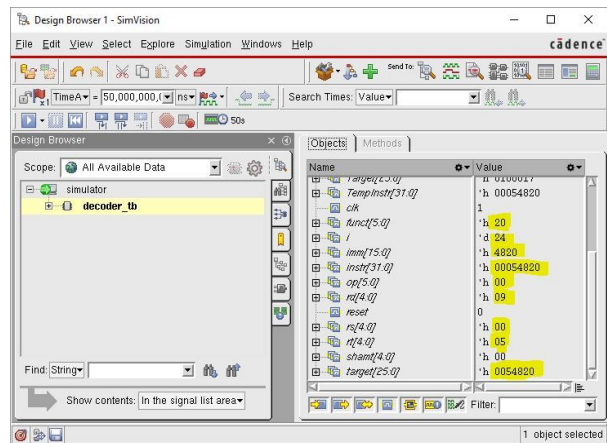 Design Browser 1 - SimVision
File Edit View Select Explore Simulation Windows Help
cādence
Send To:
TimeA = 50,000,000,( ns
Search Times: Value
50s
Design Browser
Objects Methods
Scope: All Available Data
Name Value
simulator
decoder_tb
Target[25:0] 'h 0100017
TempInstr[31:0] 'h 00054820
clk 1
funct[5:0] 'h 20
i 'd 24
imm[15:0] 'h 4820
instr[31:0] 'h 00054820
op[5:0] 'h 00
rd[4:0] 'h 09
reset 0
rs[4:0] 'h 00
rt[4:0] 'h 05
shamt[4:0] 'h 00
target[25:0] 'h 0054820
Find: String
Show contents: In the signal list area
Filter:
1 object selected